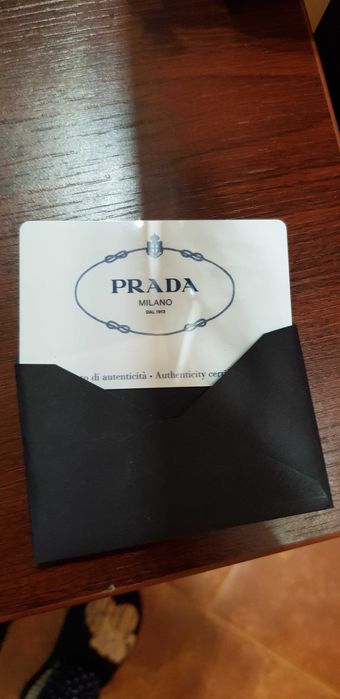 PRADA
MILANO
DAL 1913
di autenticità • Authenticity